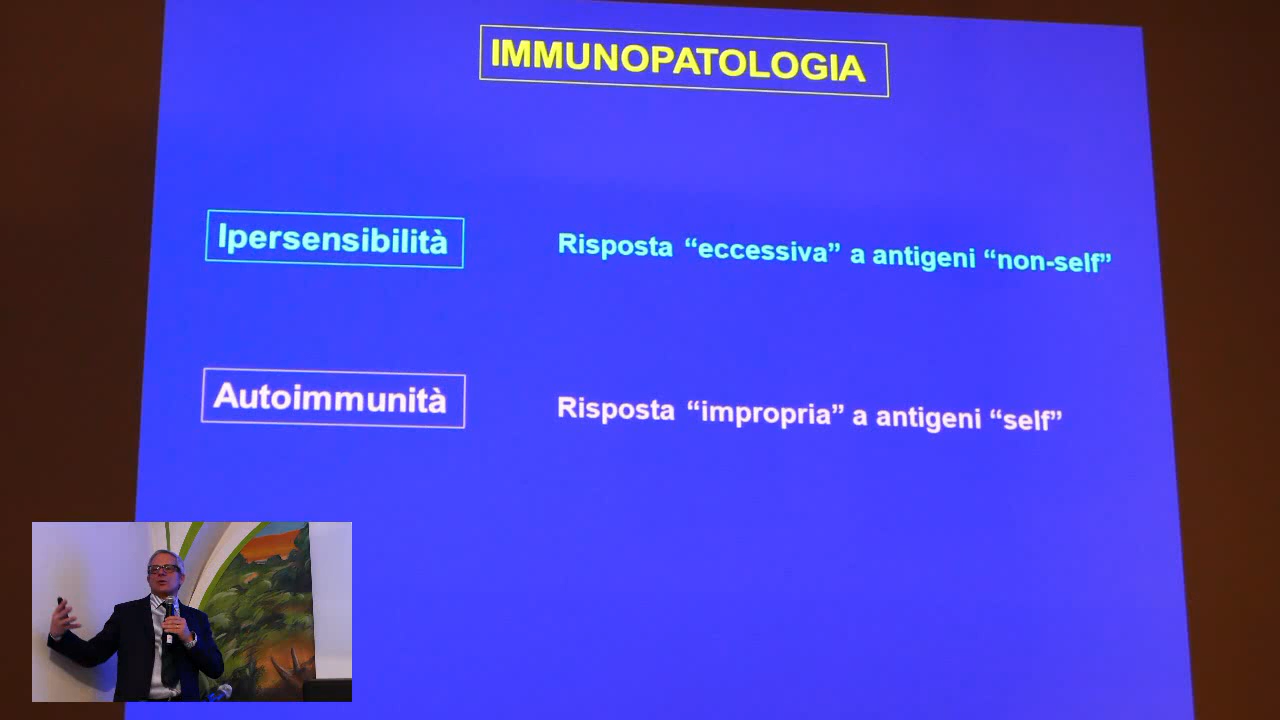 IMMUNOPATOLOGIA
Ipersensibilità
Risposta “eccessiva” a antigeni “non-self”
Autoimmunità
Risposta “impropria” a antigeni “self”